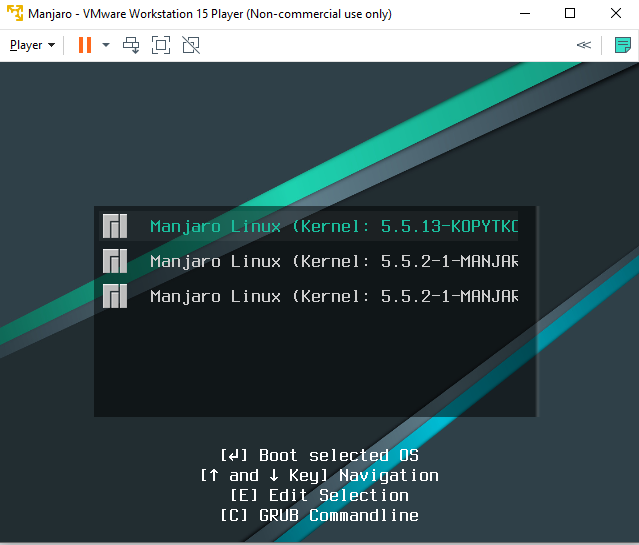 Manjaro - VMware Workstation 15 Player (Non-commercial use only)
Player
Manjaro Linux (Kernel: 5.5.13-KOPYTKO
Manjaro Linux (Kernel: 5.5.2-1-MANJAR
Manjaro Linux (Kernel: 5.5.2-1-MANJAR
[↲] Boot selected OS
[↑ and ↓ Key] Navigation
[E] Edit Selection
[C] GRUB Commandline